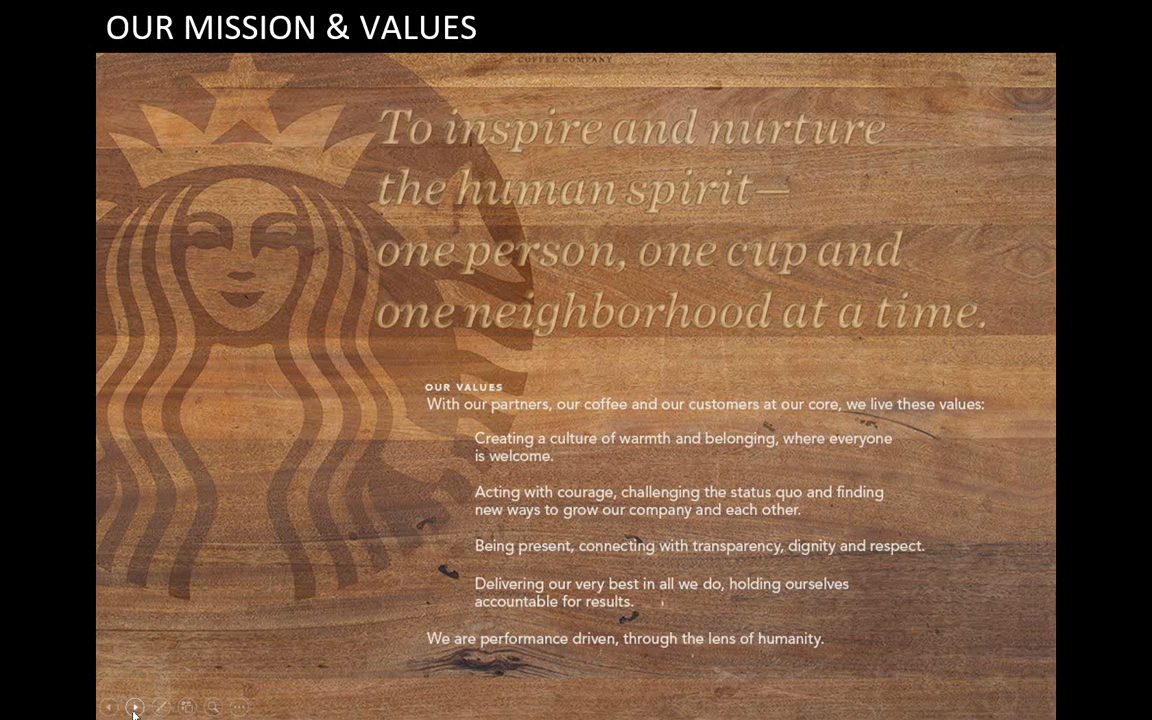 OUR MISSION & VALUES
COFFEE COMPANY
To inspire and nurture
the human spirit—
one person, one cup and
one neighborhood at a time.
OUR VALUES
With our partners, our coffee and our customers at our core, we live these values:
Creating a culture of warmth and belonging, where everyone
is welcome.
Acting with courage, challenging the status quo and finding
new ways to grow our company and each other.
Being present, connecting with transparency, dignity and respect.
Delivering our very best in all we do, holding ourselves
accountable for results.
We are performance driven, through the lens of humanity.